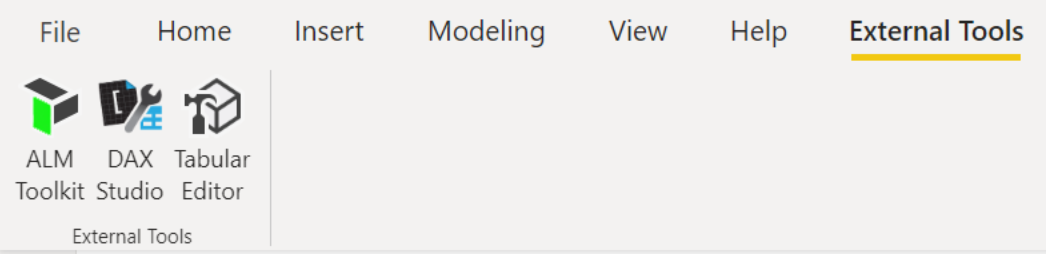 File Home Insert Modeling View Help External Tools
ALM DAX Tabular
Toolkit Studio Editor
External Tools